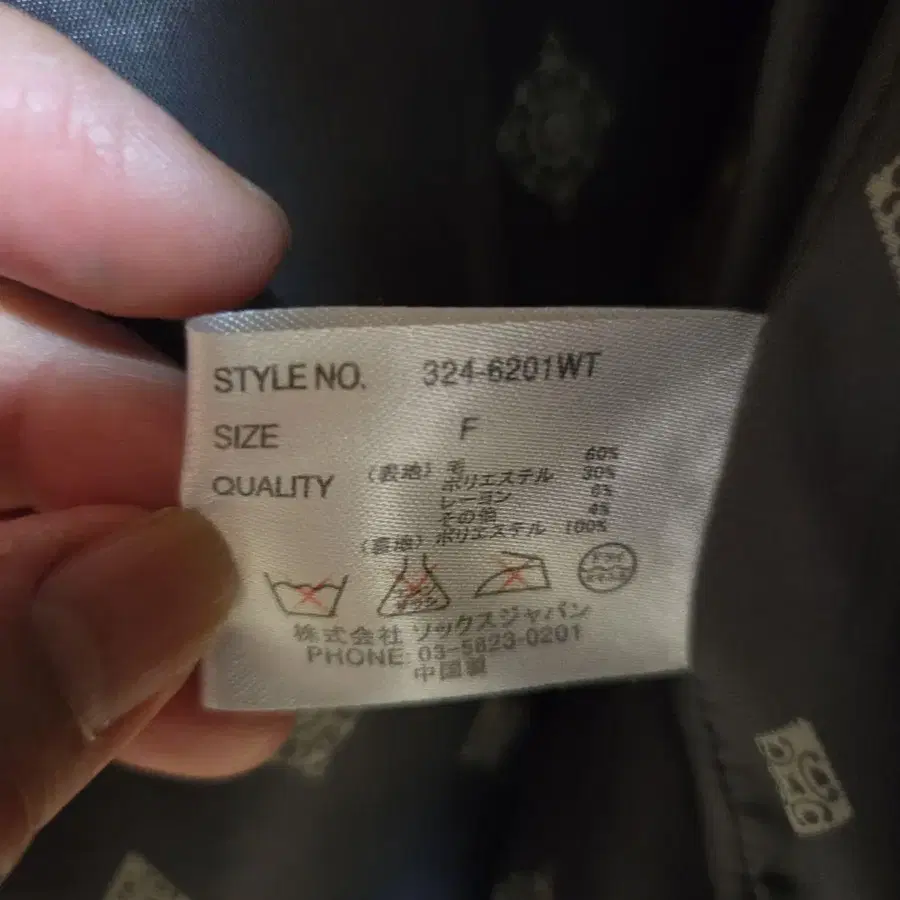 STYLE NO. 324-6201WT
SIZE F
QUALITY (表地) 毛 60%
ポリエステル 30%
レーヨン 6%
その他 4%
(裏地) ポリエステル 100%
株式会社 ソックスジャパン
PHONE 03-5823-0201
中国製